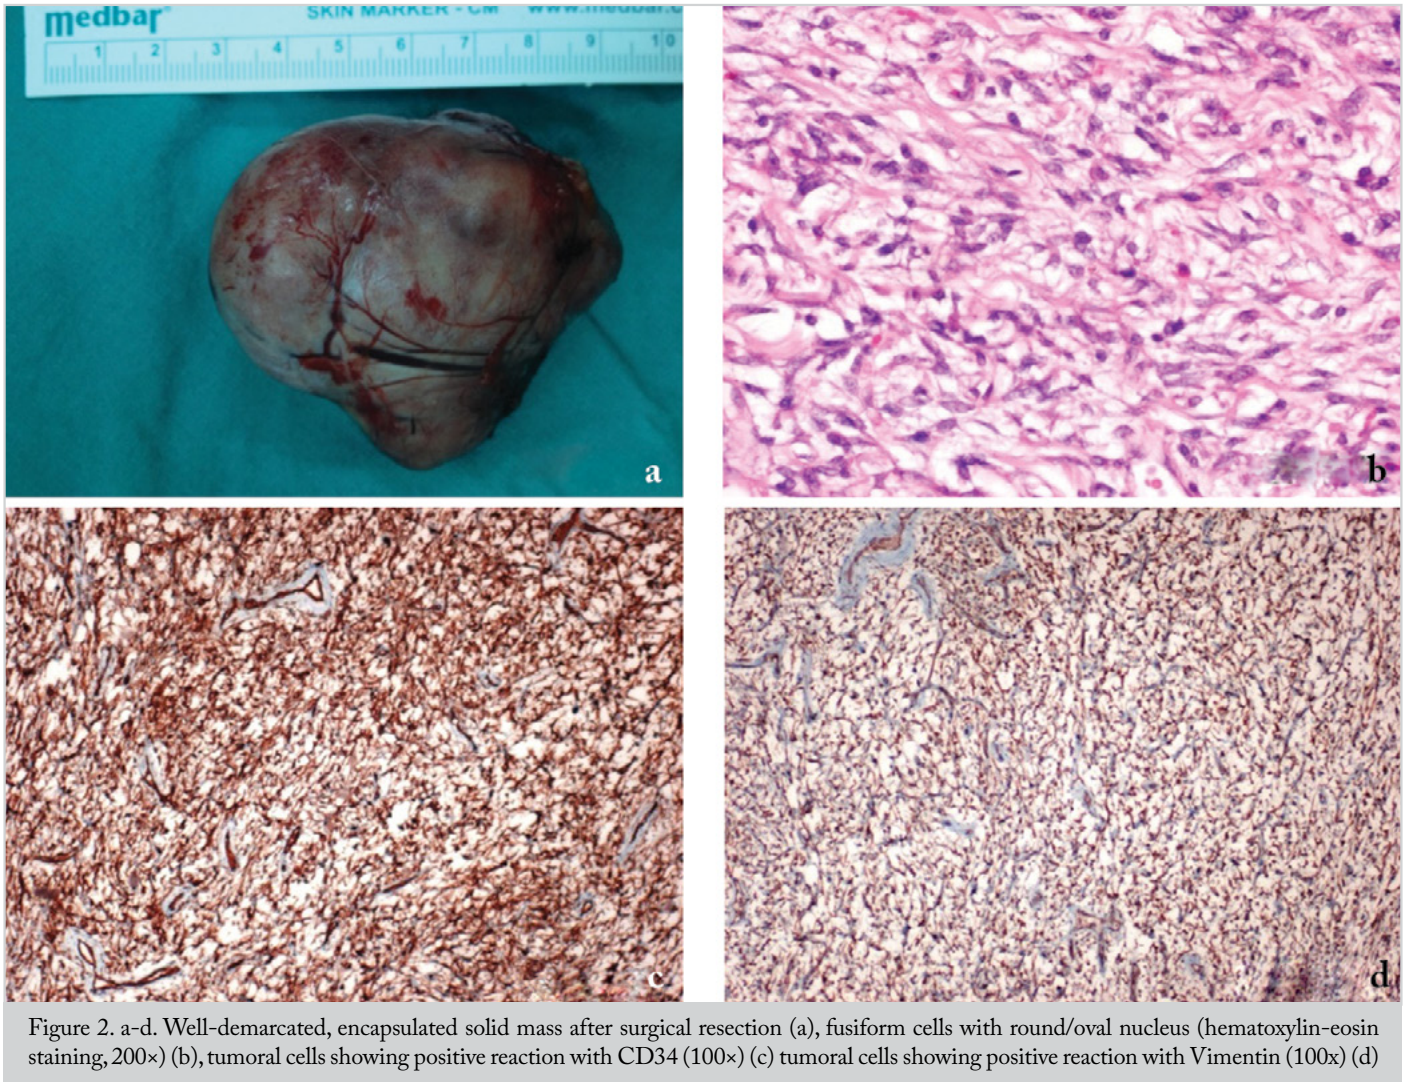 medbar®
SKIN MARKER - CM www.medbar.c
1 2 3 4 5 6 7 8 9 10
a
b
c
d
Figure 2. a-d. Well-demarcated, encapsulated solid mass after surgical resection (a), fusiform cells with round/oval nucleus (hematoxylin-eosin
staining, 200×) (b), tumoral cells showing positive reaction with CD34 (100×) (c) tumoral cells showing positive reaction with Vimentin (100x) (d)